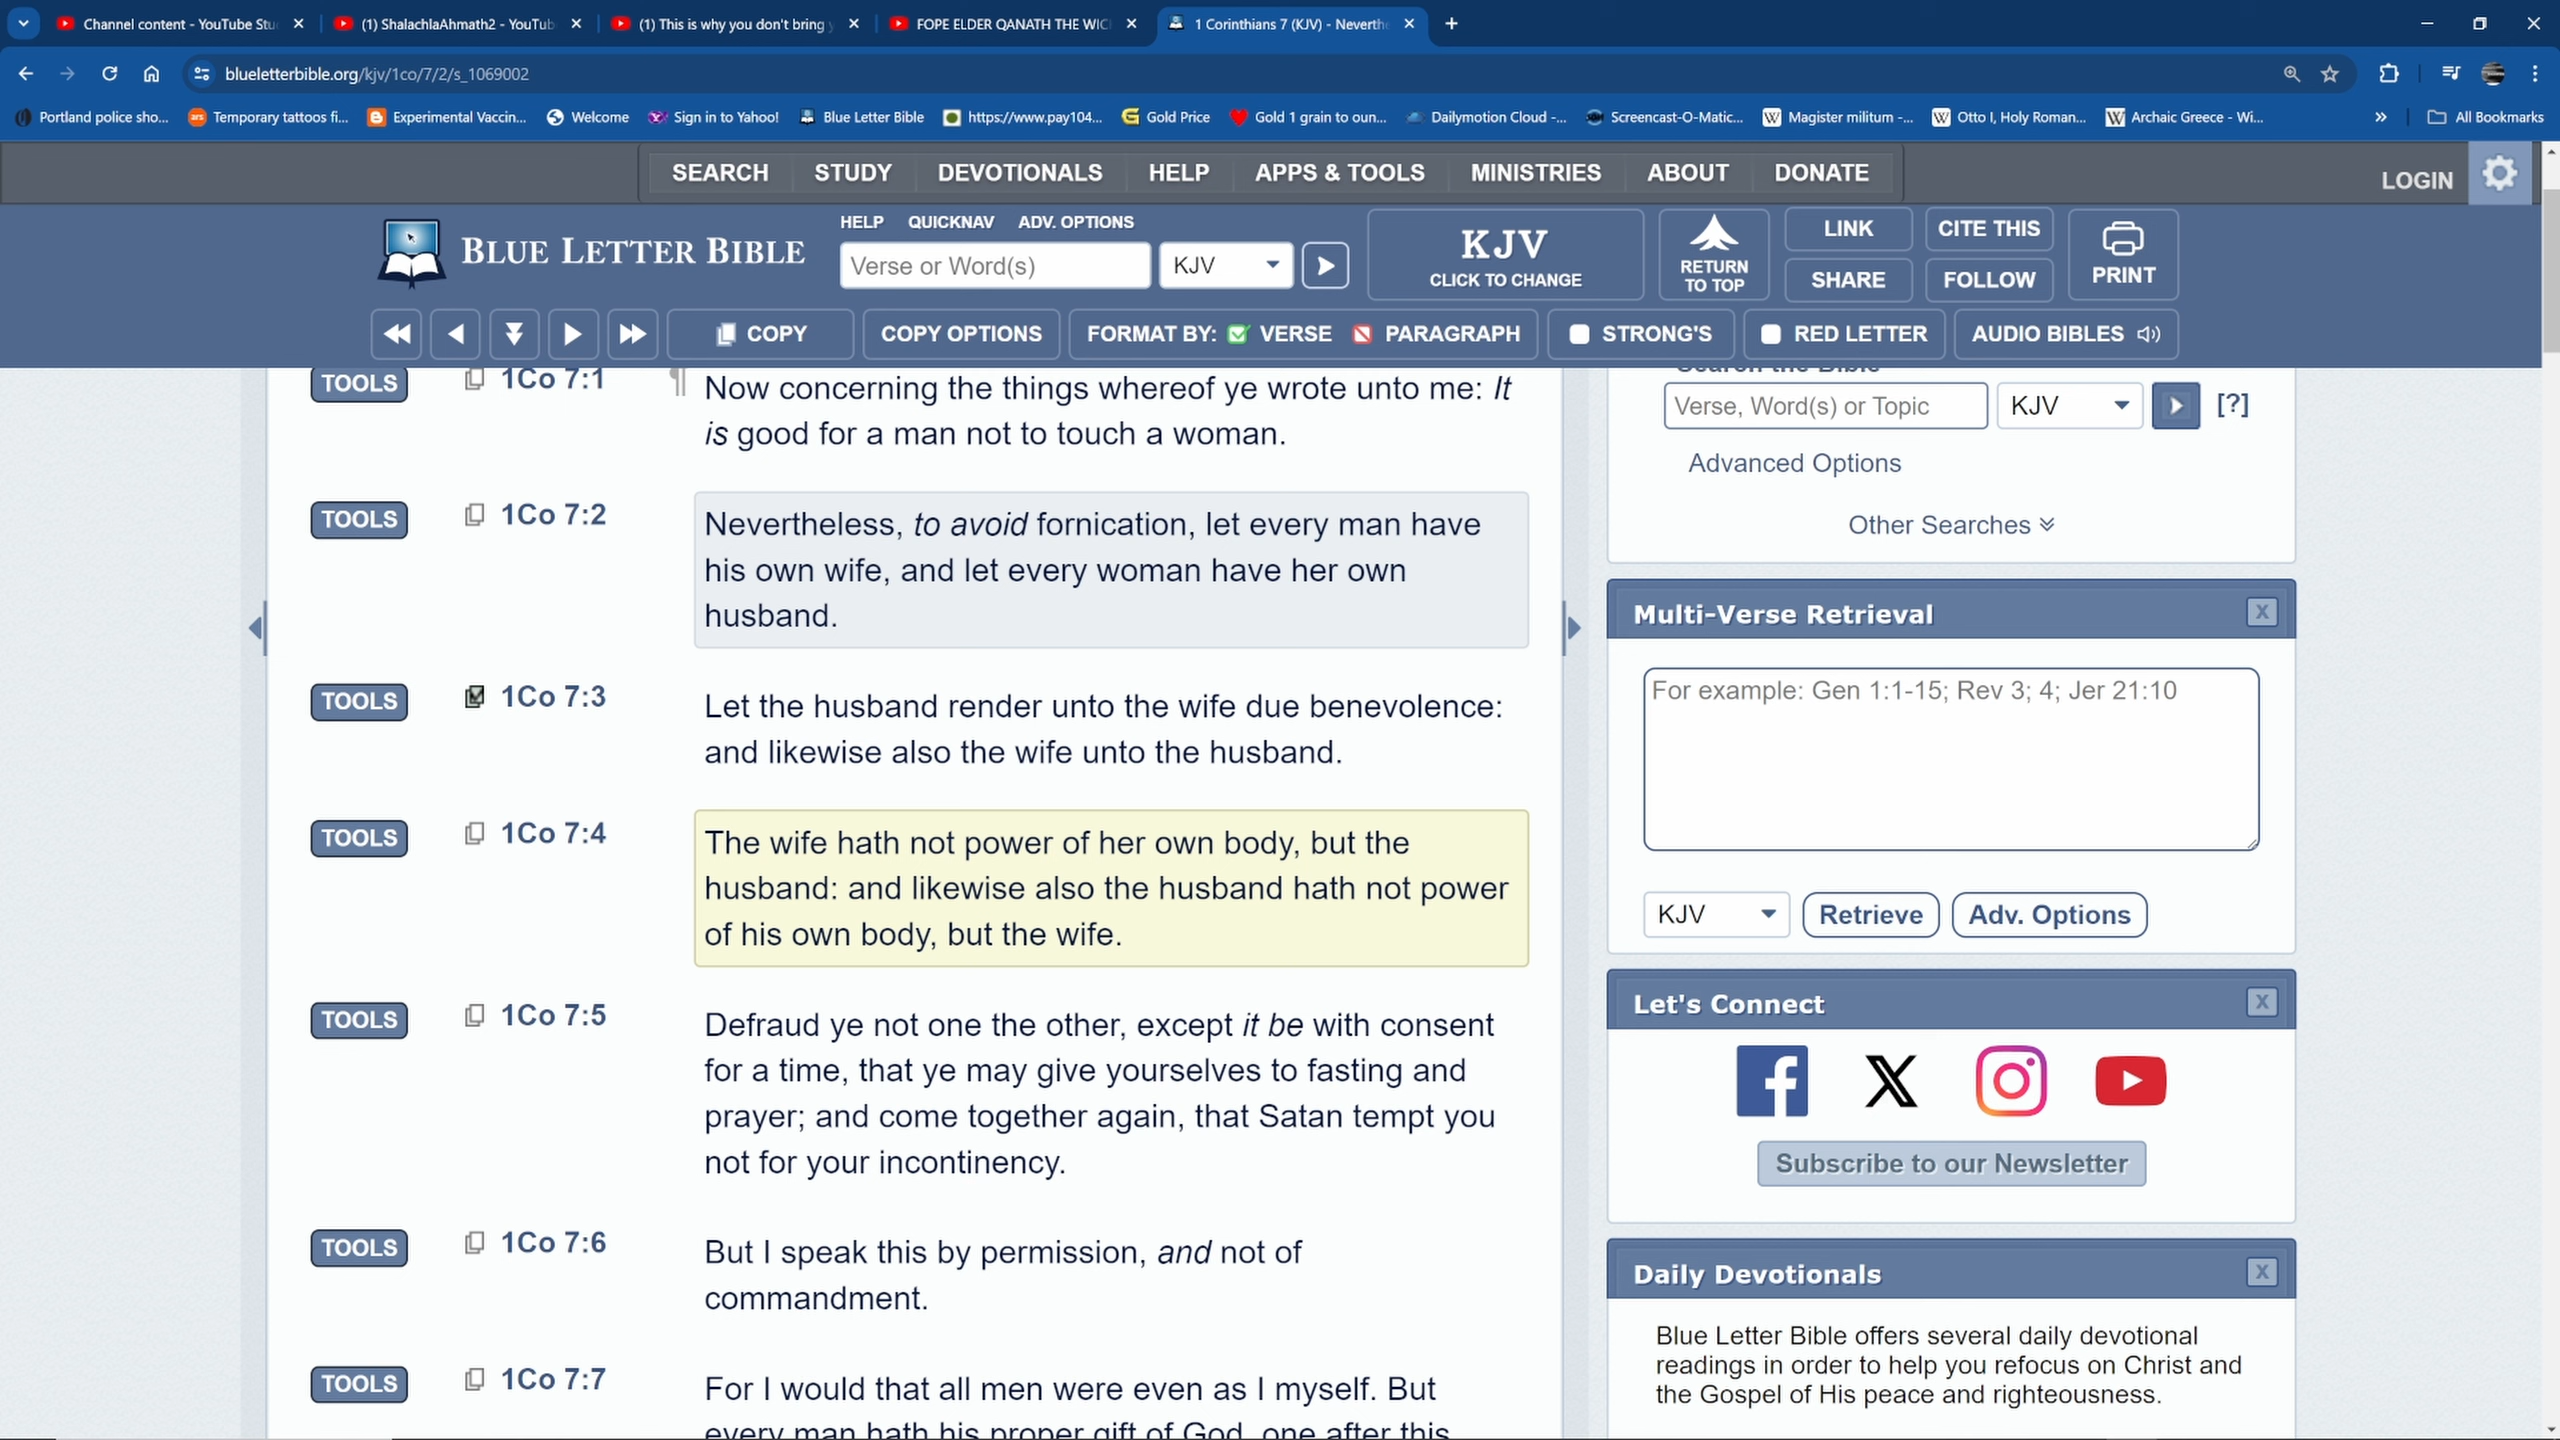 Channel content - YouTube Stu
(1) ShalachlaAhmath2 - YouTub
(1) This is why you don't bring y
FOPE ELDER QANATH THE WIC
1 Corinthians 7 (KJV) - Neverthe
blueletterbible.org/kjv/1co/7/2/s_1069002
Portland police sho...
Temporary tattoos fi...
Experimental Vaccin...
Welcome
Sign in to Yahoo!
Blue Letter Bible
https://www.pay104...
Gold Price
Gold 1 grain to oun...
Dailymotion Cloud -...
Screencast-O-Matic...
Magister militum -...
Otto I, Holy Roman...
Archaic Greece - Wi...
All Bookmarks
SEARCH
STUDY
DEVOTIONALS
HELP
APPS & TOOLS
MINISTRIES
ABOUT
DONATE
LOGIN
BLUE LETTER BIBLE
HELP
QUICKNAV
ADV. OPTIONS
Verse or Word(s)
KJV
KJV
CLICK TO CHANGE
RETURN
TO TOP
LINK
CITE THIS
SHARE
FOLLOW
PRINT
COPY
COPY OPTIONS
FORMAT BY: VERSE PARAGRAPH
STRONG'S
RED LETTER
AUDIO BIBLES
TOOLS
1Co 7:1
¶ Now concerning the things whereof ye wrote unto me: It
is good for a man not to touch a woman.
TOOLS
1Co 7:2
Nevertheless, to avoid fornication, let every man have
his own wife, and let every woman have her own
husband.
TOOLS
1Co 7:3
Let the husband render unto the wife due benevolence:
and likewise also the wife unto the husband.
TOOLS
1Co 7:4
The wife hath not power of her own body, but the
husband: and likewise also the husband hath not power
of his own body, but the wife.
TOOLS
1Co 7:5
Defraud ye not one the other, except it be with consent
for a time, that ye may give yourselves to fasting and
prayer; and come together again, that Satan tempt you
not for your incontinency.
TOOLS
1Co 7:6
But I speak this by permission, and not of
commandment.
TOOLS
1Co 7:7
For I would that all men were even as I myself. But
every man hath his proper gift of God, one after this
Search the Bible
Verse, Word(s) or Topic
KJV
[?]
Advanced Options
Other Searches
Multi-Verse Retrieval
X
For example: Gen 1:1-15; Rev 3; 4; Jer 21:10
KJV
Retrieve
Adv. Options
Let's Connect
X
Subscribe to our Newsletter
Daily Devotionals
X
Blue Letter Bible offers several daily devotional
readings in order to help you refocus on Christ and
the Gospel of His peace and righteousness.